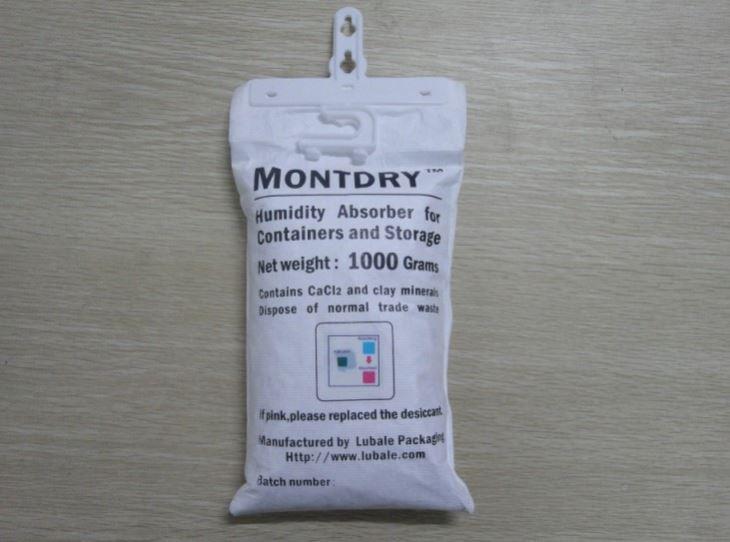 MONTDRY™
Humidity Absorber for
Containers and Storage
Net weight: 1000 Grams
Contains CaCl2 and clay minerals
Dispose of normal trade waste
If pink,please replaced the desiccant.
Manufactured by Lubale Packaging
Http://www.lubale.com
Batch number: